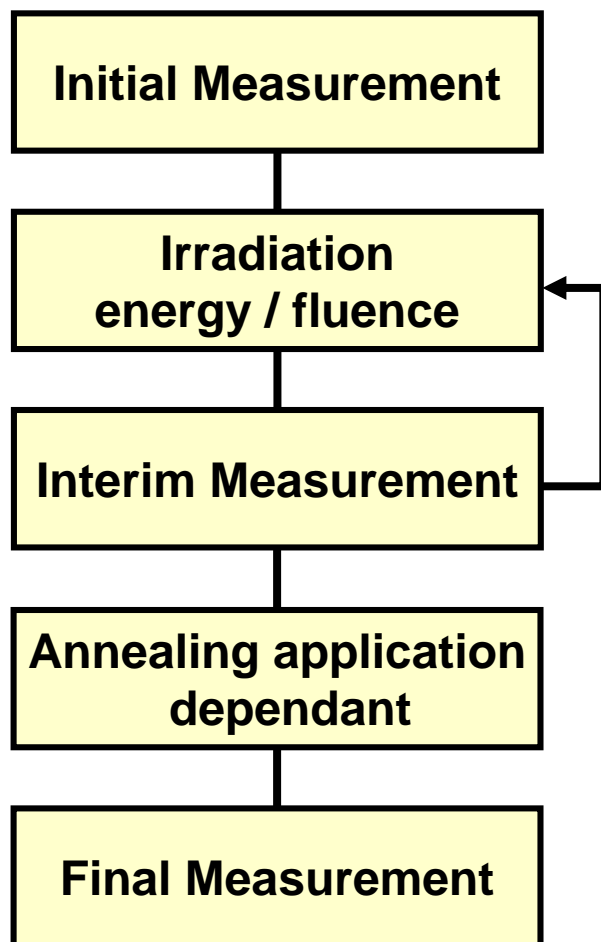 Initial Measurement
Irradiation
energy / fluence
Interim Measurement
Annealing application
dependant
Final Measurement